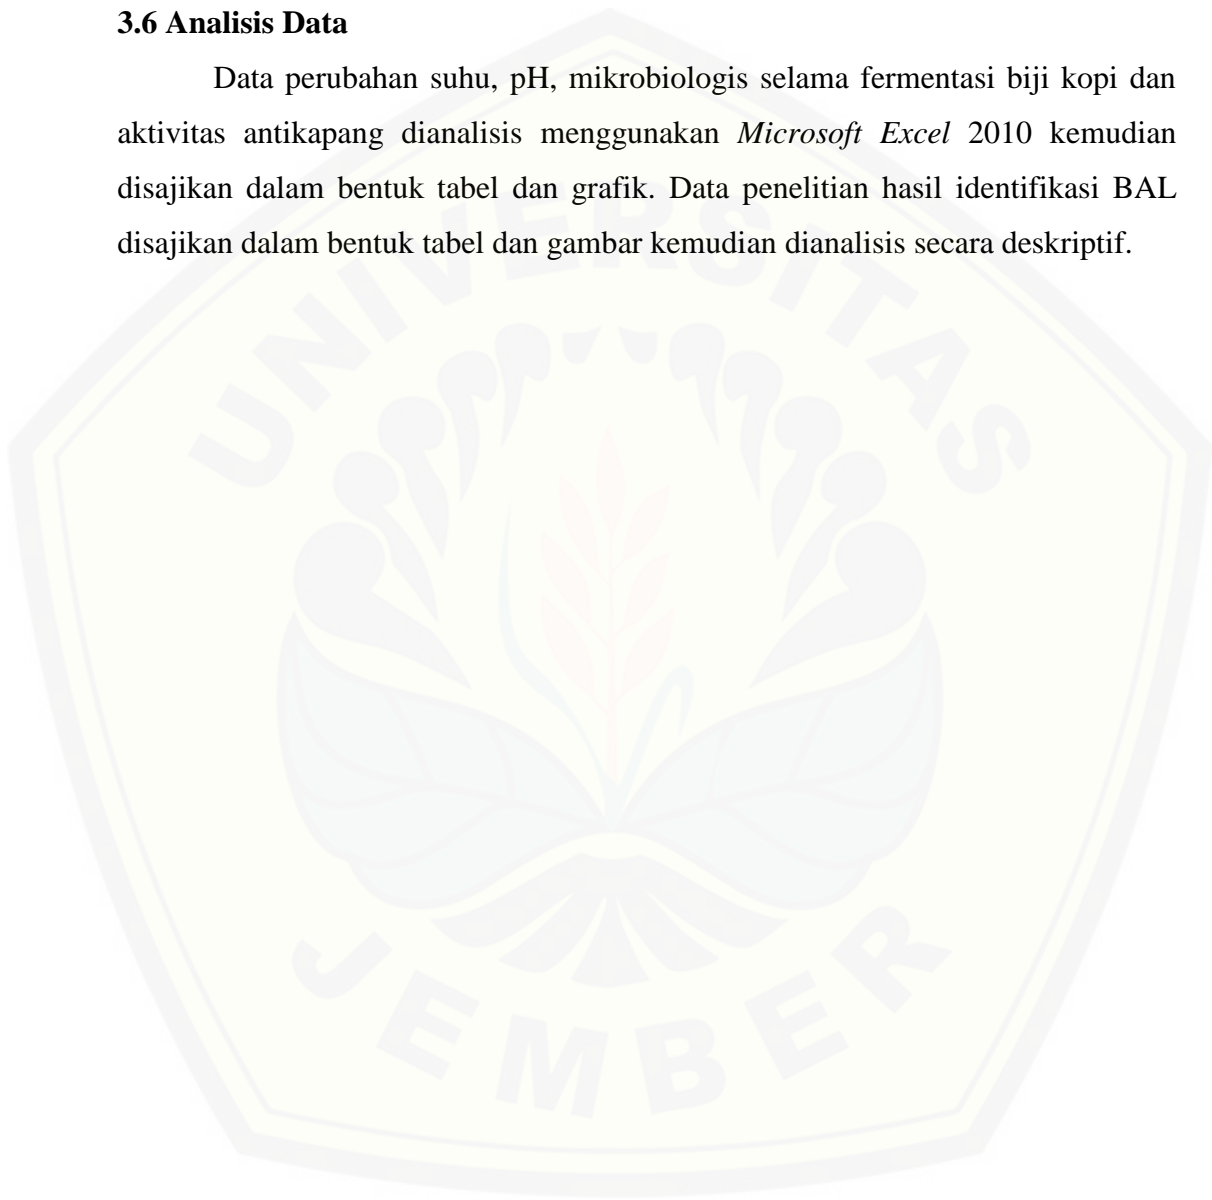 3.6 Analisis Data
Data perubahan suhu, pH, mikrobiologis selama fermentasi biji kopi dan
aktivitas antikapang dianalisis menggunakan Microsoft Excel 2010 kemudian
disajikan dalam bentuk tabel dan grafik. Data penelitian hasil identifikasi BAL
disajikan dalam bentuk tabel dan gambar kemudian dianalisis secara deskriptif.
UNIVERSITAS
JEMBER